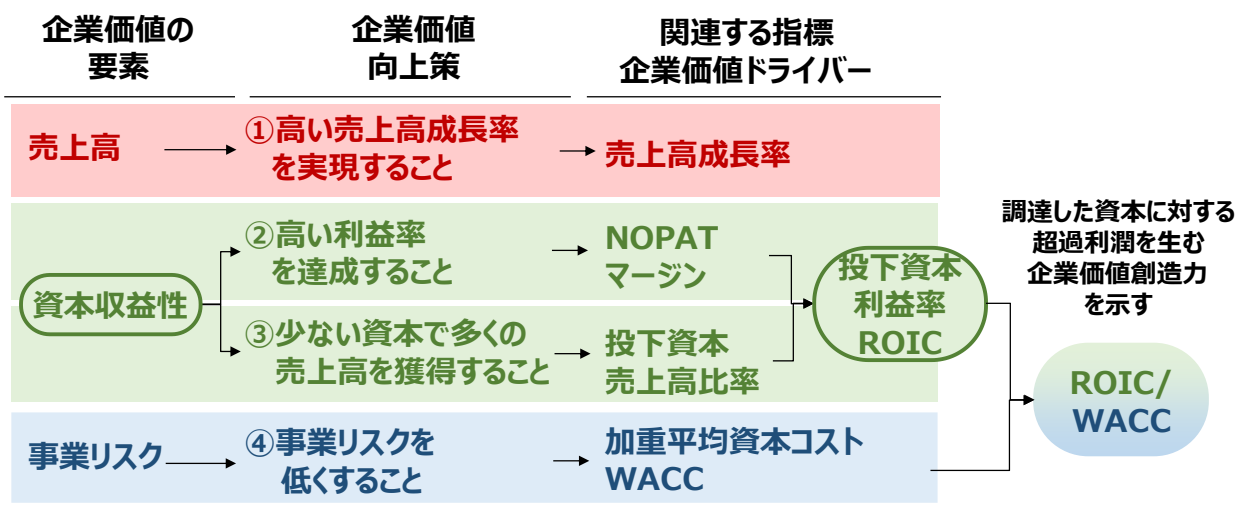 企業価値の
要素
企業価値
向上策
関連する指標
企業価値ドライバー
売上高
①高い売上高成長率
を実現すること
売上高成長率
資本収益性
②高い利益率
を達成すること
NOPAT
マージン
③少ない資本で多くの
売上高を獲得すること
投下資本
売上高比率
投下資本
利益率
ROIC
事業リスク
④事業リスクを
低くすること
加重平均資本コスト
WACC
調達した資本に対する
超過利潤を生む
企業価値創造力
を示す
ROIC/
WACC